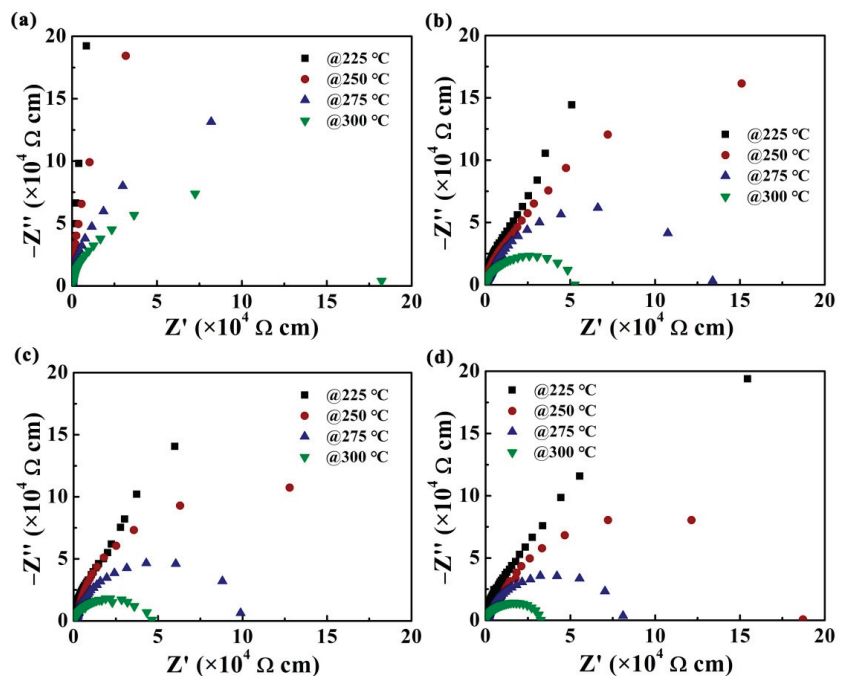 (a)
20
15
10
5
0
−Z'' (×10⁴ Ω cm)
@225 °C
@250 °C
@275 °C
@300 °C
0 5 10 15 20
Z' (×10⁴ Ω cm)
(b)
20
15
10
5
0
−Z'' (×10⁴ Ω cm)
@225 °C
@250 °C
@275 °C
@300 °C
0 5 10 15 20
Z' (×10⁴ Ω cm)
(c)
20
15
10
5
0
−Z'' (×10⁴ Ω cm)
@225 °C
@250 °C
@275 °C
@300 °C
0 5 10 15 20
Z' (×10⁴ Ω cm)
(d)
20
15
10
5
0
−Z'' (×10⁴ Ω cm)
@225 °C
@250 °C
@275 °C
@300 °C
0 5 10 15 20
Z' (×10⁴ Ω cm)